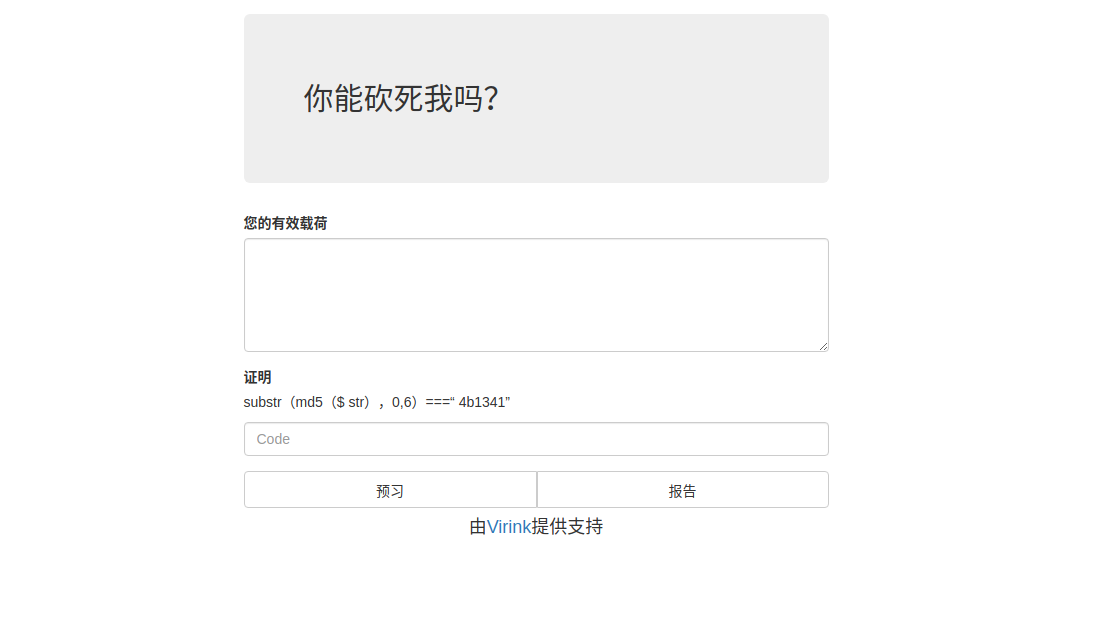 你能砍死我吗？
您的有效载荷
证明
substr（md5（$ str），0,6）===“ 4b1341”
Code
预习
报告
由Virink提供支持